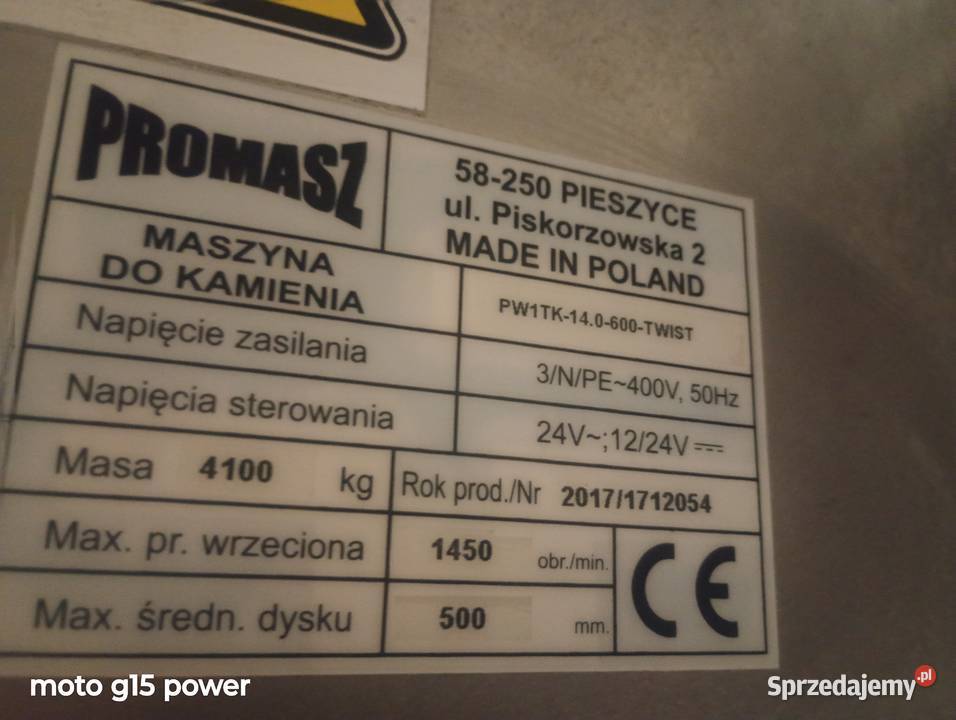 PROMASZ
58-250 PIESZYCE
ul. Piskorzowska 2
MADE IN POLAND
MASZYNA
DO KAMIENIA
PW1TK-14.0-600-TWIST
Napięcie zasilania
3/N/PE~400V, 50Hz
Napięcia sterowania
24V~;12/24V⎓
Masa 4100 kg
Rok prod./Nr 2017/1712054
Max. pr. wrzeciona 1450 obr./min.
Max. średn. dysku 500 mm.
CE
moto g15 power
Sprzedajemy.pl